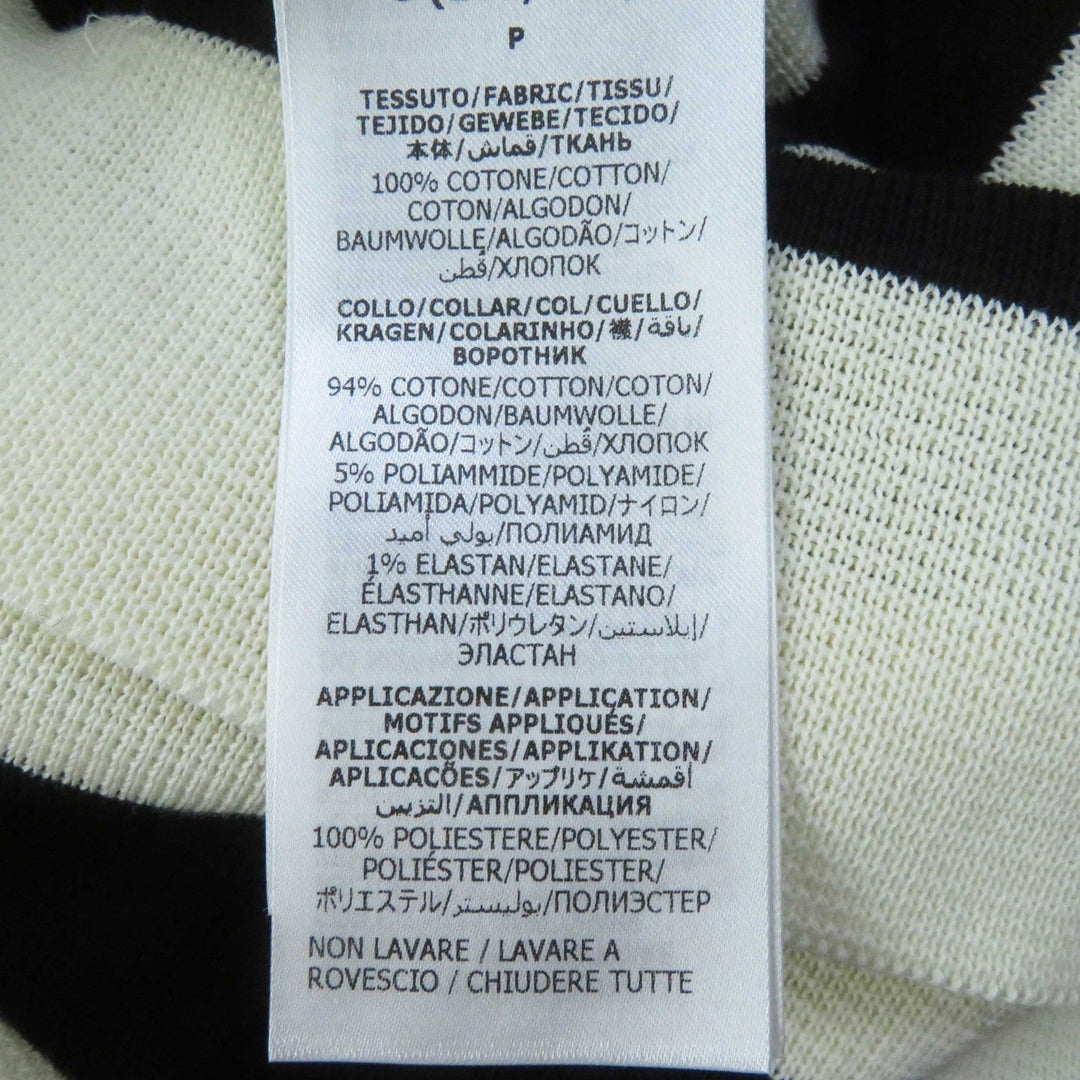 P
TESSUTO/FABRIC/TISSU/
TEJIDO/GEWEBE/TECIDO/
本体/قماش/ТКАНЬ
100% COTONE/COTTON/
COTON/ALGODON/
BAUMWOLLE/ALGODÃO/コットン/
قطن/ХЛОПОК
COLLO/COLLAR/COL/CUELLO/
KRAGEN/COLARINHO/襟/ياقة/
ВОРОТНИК
94% COTONE/COTTON/COTON/
ALGODON/BAUMWOLLE/
ALGODÃO/コットン/قطن/ХЛОПОК
5% POLIAMMIDE/POLYAMIDE/
POLIAMIDA/POLYAMID/ナイロン/
بولي أميد/ПОЛИАМИД
1% ELASTAN/ELASTANE/
ÉLASTHANNE/ELASTANO/
ELASTHAN/ポリウレタン/إيلاستين/
ЭЛАСТАН
APPLICAZIONE/APPLICATION/
MOTIFS APPLIQUÉS/
APLICACIONES/APPLIKATION/
APLICAÇÕES/アップリケ/أقمشة
التزيين/АППЛИКАЦИЯ
100% POLIESTERE/POLYESTER/
POLIÉSTER/POLIESTER/
ポリエステル/بوليستر/ПОЛИЭСТЕР
NON LAVARE / LAVARE A
ROVESCIO / CHIUDERE TUTTE